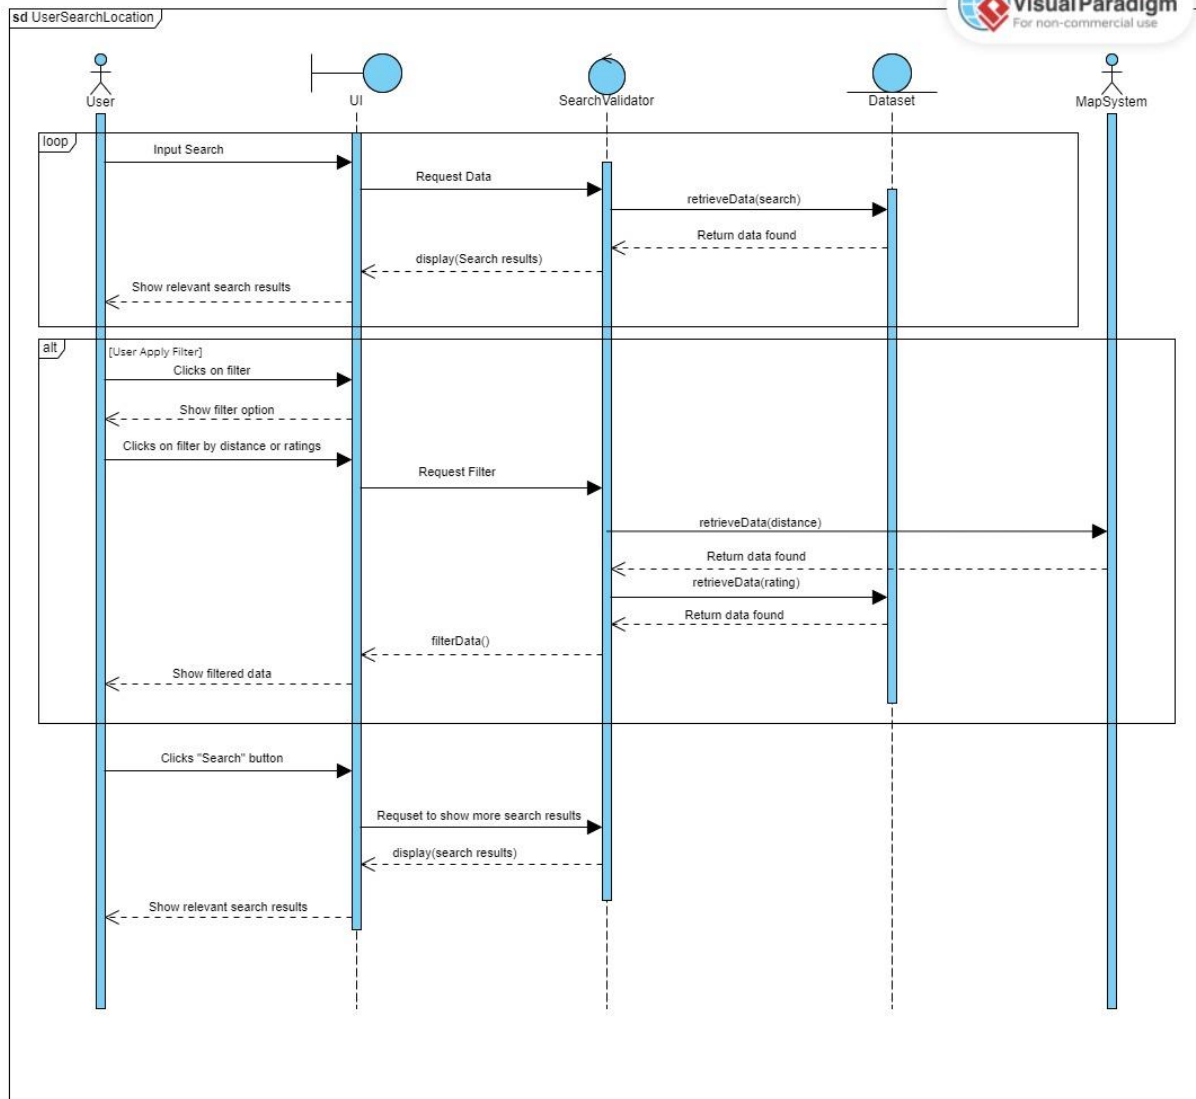 VisualParadigm
For non-commercial use
sd UserSearchLocation
User
UI
SearchValidator
Dataset
MapSystem
loop
Input Search
Request Data
retrieveData(search)
Return data found
display(Search results)
Show relevant search results
alt
[User Apply Filter]
Clicks on filter
Show filter option
Clicks on filter by distance or ratings
Request Filter
retrieveData(distance)
Return data found
retrieveData(rating)
Return data found
filterData()
Show filtered data
Clicks "Search" button
Requset to show more search results
display(search results)
Show relevant search results